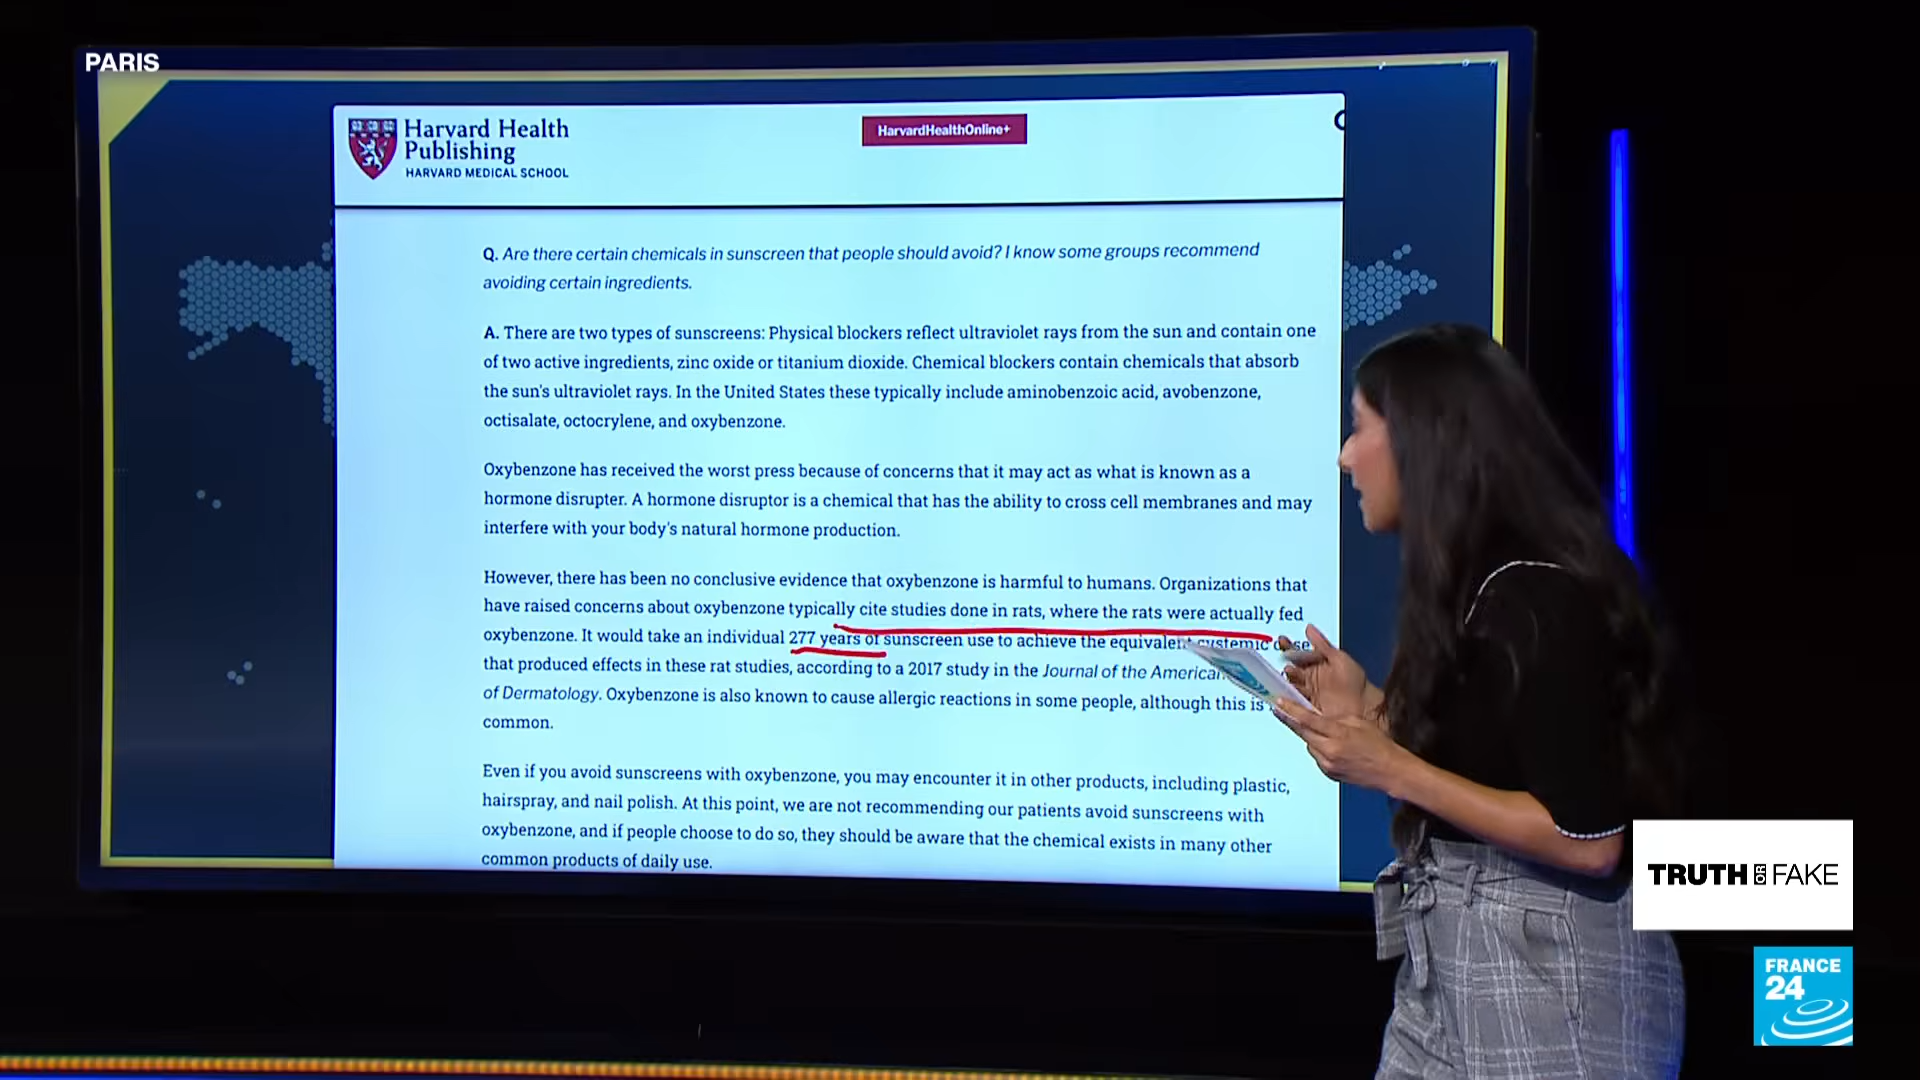 PARIS
Harvard Health
Publishing
HARVARD MEDICAL SCHOOL
HarvardHealthOnline+
Q. Are there certain chemicals in sunscreen that people should avoid? I know some groups recommend
avoiding certain ingredients.
A. There are two types of sunscreens: Physical blockers reflect ultraviolet rays from the sun and contain one
of two active ingredients, zinc oxide or titanium dioxide. Chemical blockers contain chemicals that absorb
the sun's ultraviolet rays. In the United States these typically include aminobenzoic acid, avobenzone,
octisalate, octocrylene, and oxybenzone.
Oxybenzone has received the worst press because of concerns that it may act as what is known as a
hormone disrupter. A hormone disruptor is a chemical that has the ability to cross cell membranes and may
interfere with your body's natural hormone production.
However, there has been no conclusive evidence that oxybenzone is harmful to humans. Organizations that
have raised concerns about oxybenzone typically cite studies done in rats, where the rats were actually fed
oxybenzone. It would take an individual 277 years of sunscreen use to achieve the equivalent systemic dose
that produced effects in these rat studies, according to a 2017 study in the Journal of the American
of Dermatology. Oxybenzone is also known to cause allergic reactions in some people, although this is
common.
Even if you avoid sunscreens with oxybenzone, you may encounter it in other products, including plastic,
hairspray, and nail polish. At this point, we are not recommending our patients avoid sunscreens with
oxybenzone, and if people choose to do so, they should be aware that the chemical exists in many other
common products of daily use.
TRUTH OR FAKE
FRANCE
24